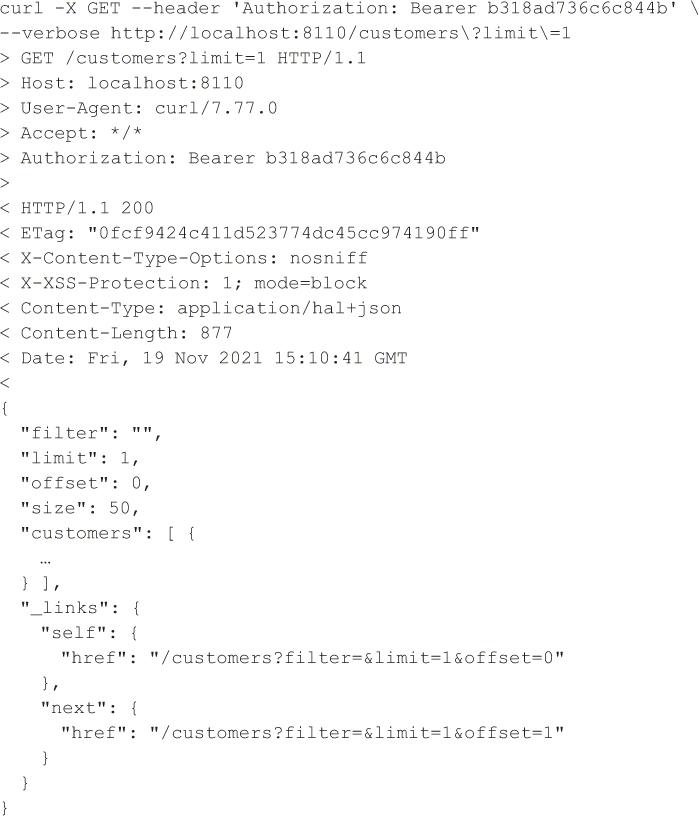 curl -X GET --header 'Authorization: Bearer b318ad736c6c844b' \
--verbose http://localhost:8110/customers\?limit\=1
> GET /customers?limit=1 HTTP/1.1
> Host: localhost:8110
> User-Agent: curl/7.77.0
> Accept: */*
> Authorization: Bearer b318ad736c6c844b
>
< HTTP/1.1 200
< ETag: "0fcf9424c411d523774dc45cc974190ff"
< X-Content-Type-Options: nosniff
< X-XSS-Protection: 1; mode=block
< Content-Type: application/hal+json
< Content-Length: 877
< Date: Fri, 19 Nov 2021 15:10:41 GMT
<
{
  "filter": "",
  "limit": 1,
  "offset": 0,
  "size": 50,
  "customers": [ {
    …
  } ],
  "_links": {
    "self": {
      "href": "/customers?filter=&limit=1&offset=0"
    },
    "next": {
      "href": "/customers?filter=&limit=1&offset=1"
    }
  }
}